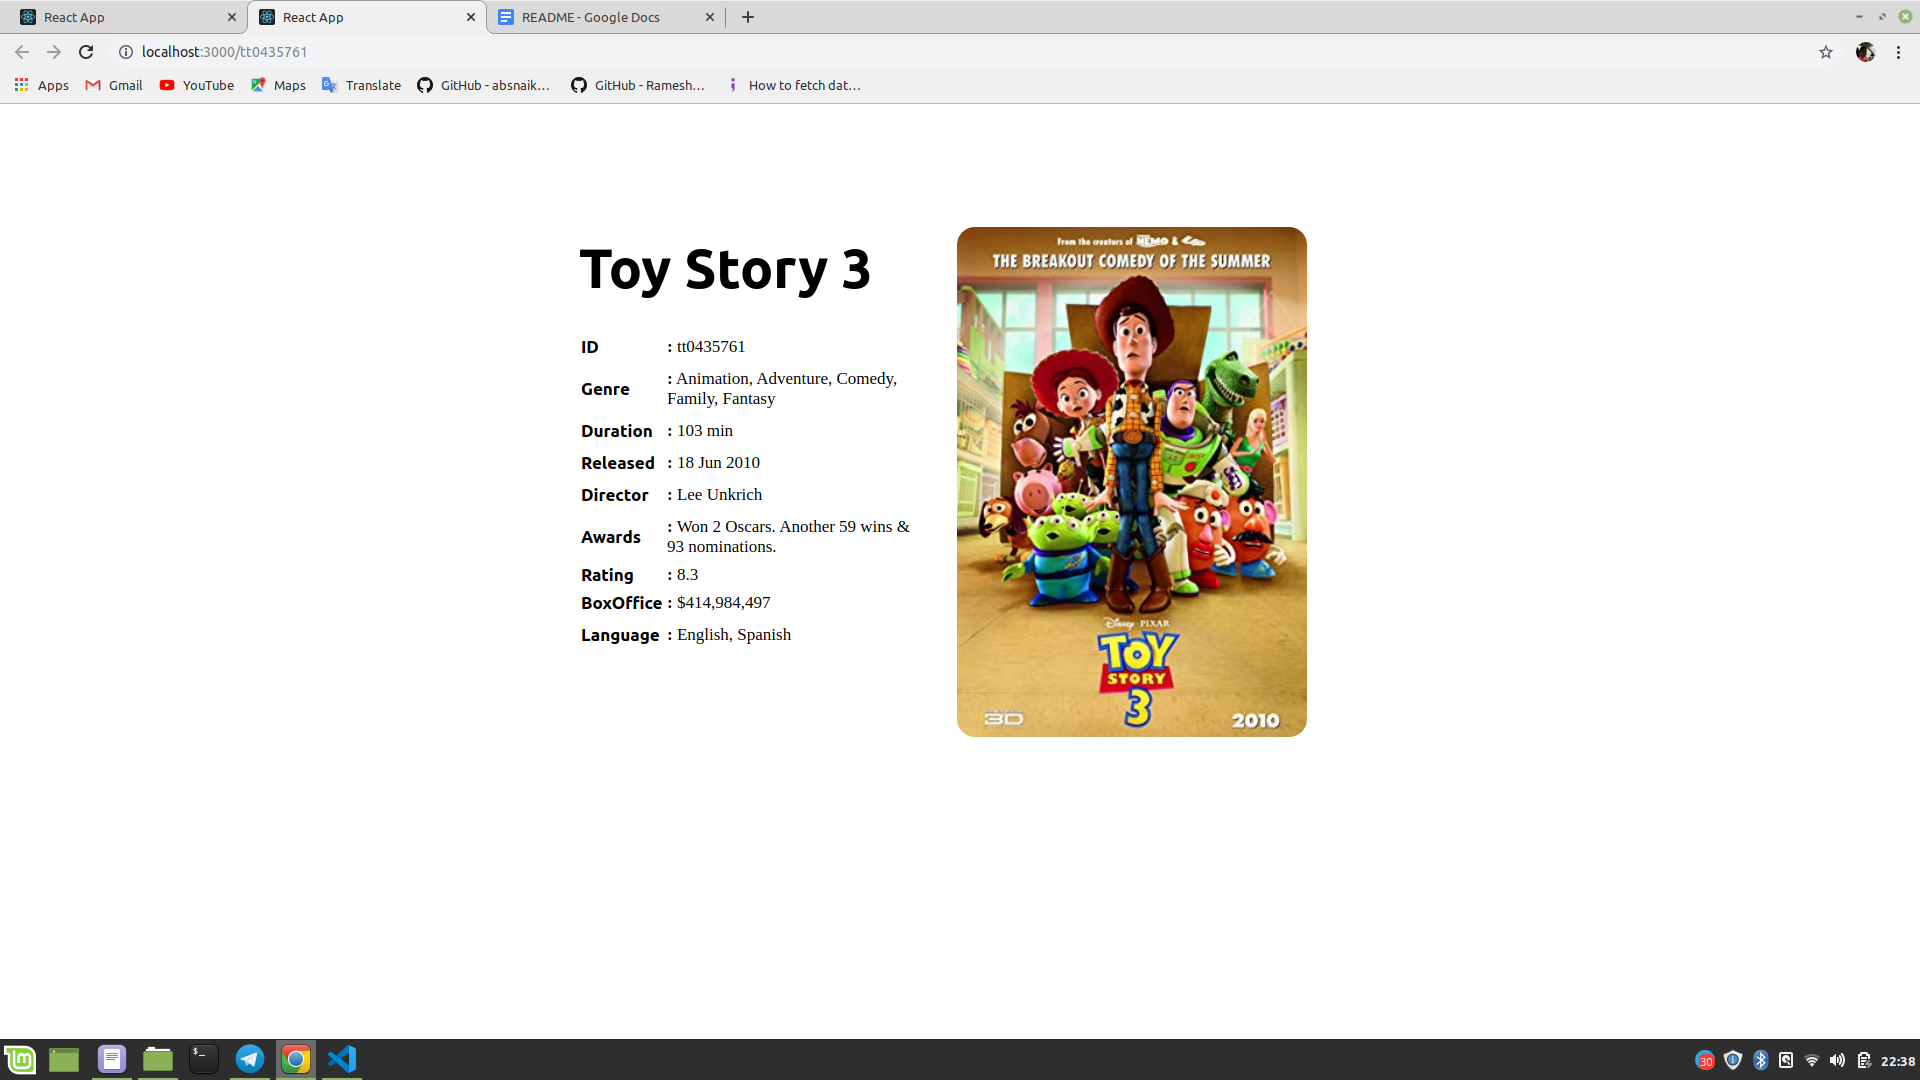 React App
React App
README - Google Docs
localhost:3000/tt0435761
Apps
Gmail
YouTube
Maps
Translate
GitHub - absnaik…
GitHub - Ramesh…
How to fetch dat…
Toy Story 3
ID : tt0435761
Genre : Animation, Adventure, Comedy,
Family, Fantasy
Duration : 103 min
Released : 18 Jun 2010
Director : Lee Unkrich
Awards : Won 2 Oscars. Another 59 wins &
93 nominations.
Rating : 8.3
BoxOffice : $414,984,497
Language : English, Spanish
From the creators of NEMO &
THE BREAKOUT COMEDY OF THE SUMMER
Disney · PIXAR
TOY
STORY
3
3D
2010
30
22:38